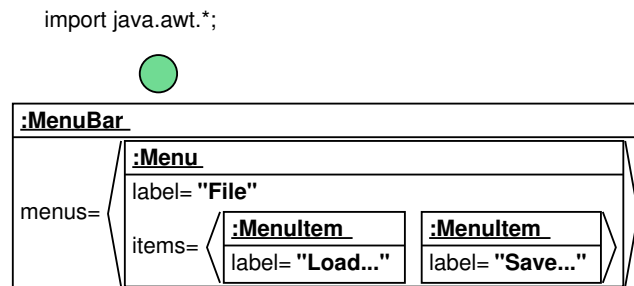 import java.awt.*;
:MenuBar
:Menu
label= "File"
menus=
items=
:MenuItem :MenuItem
label= "Load..." label= "Save..."